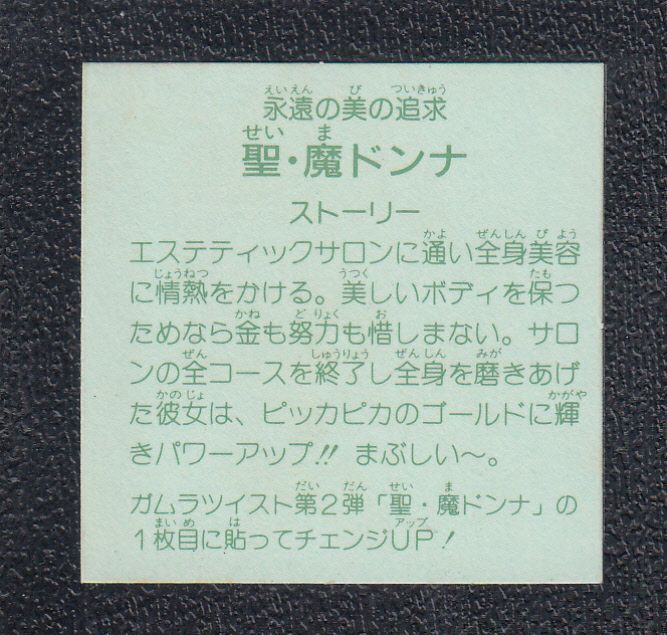 永遠の美の追求
聖・魔ドンナ
ストーリー
エステティックサロンに通い全身美容
に情熱をかける。美しいボディを保つ
ためなら金も努力も惜しまない。サロ
ンの全コースを終了し全身を磨きあげ
た彼女は、ピッカピカのゴールドに輝
きパワーアップ!! まぶしい〜。
ガムラツイスト第2弾「聖・魔ドンナ」の
1枚目に貼ってチェンジUP!